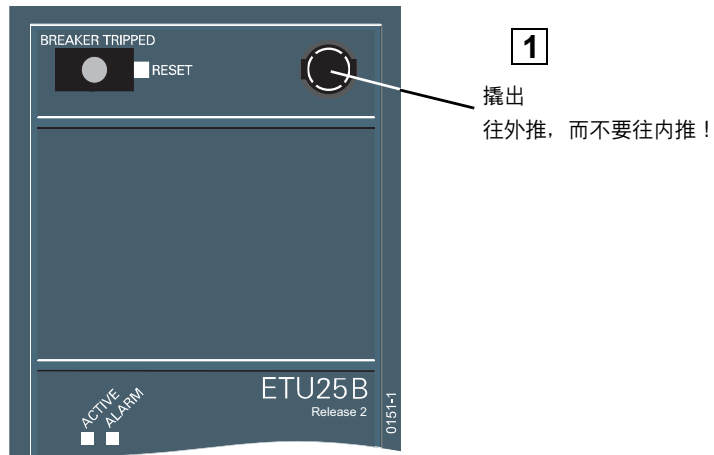 BREAKER TRIPPED
RESET
1
撬出
往外推，而不要往内推！
ETU25B
Release 2
ACTIVE
ALARM
0151-1